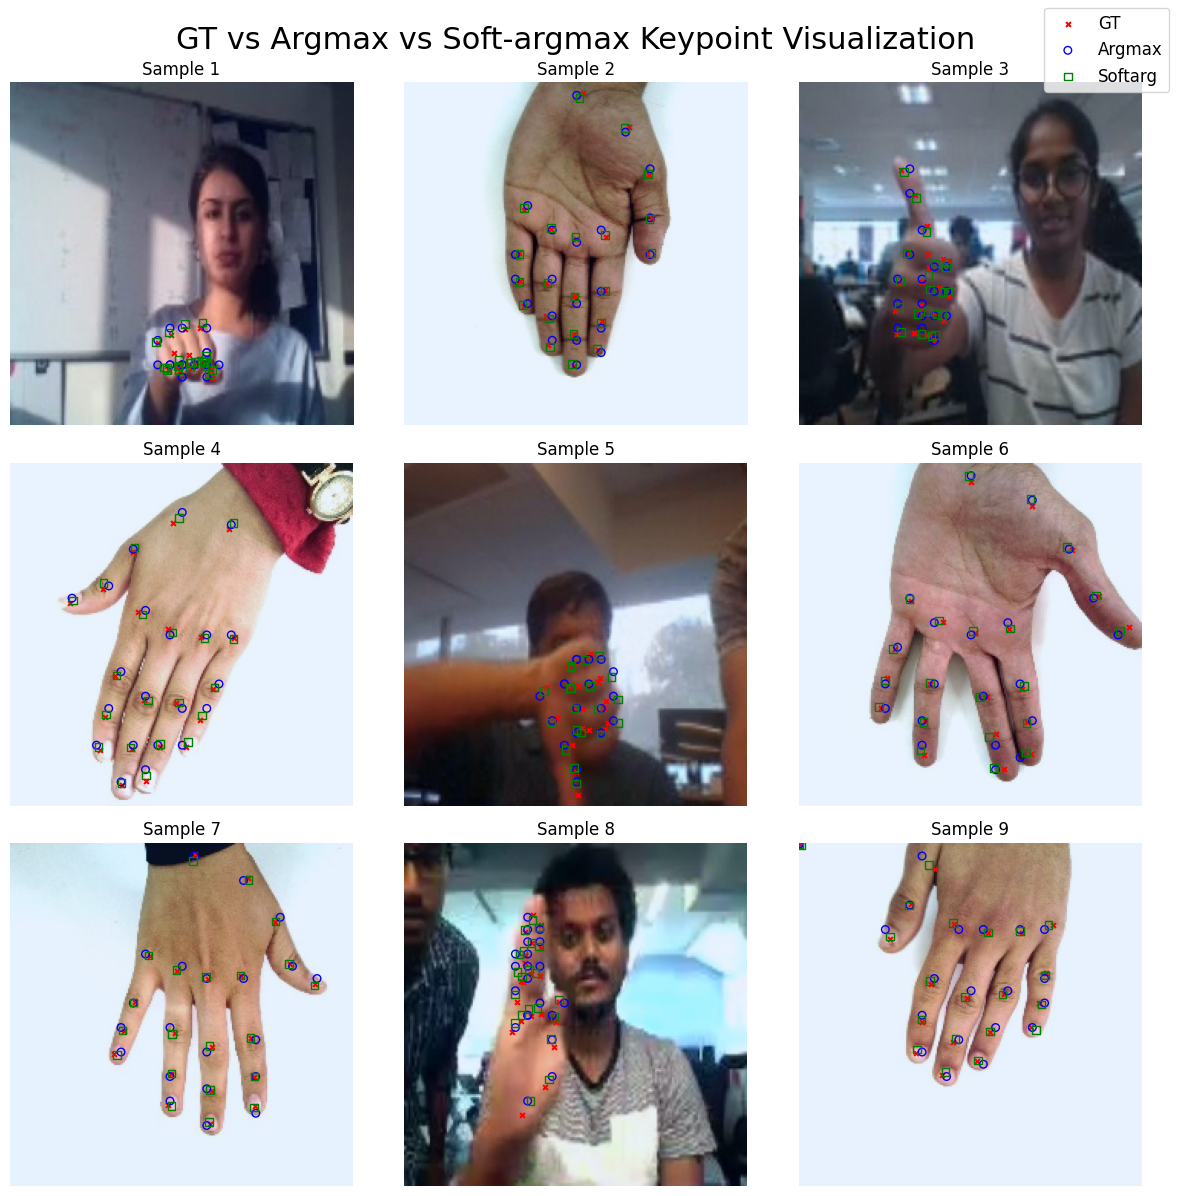 GT vs Argmax vs Soft-argmax Keypoint Visualization
GT
Argmax
Softarg
Sample 1
Sample 2
Sample 3
Sample 4
Sample 5
Sample 6
Sample 7
Sample 8
Sample 9